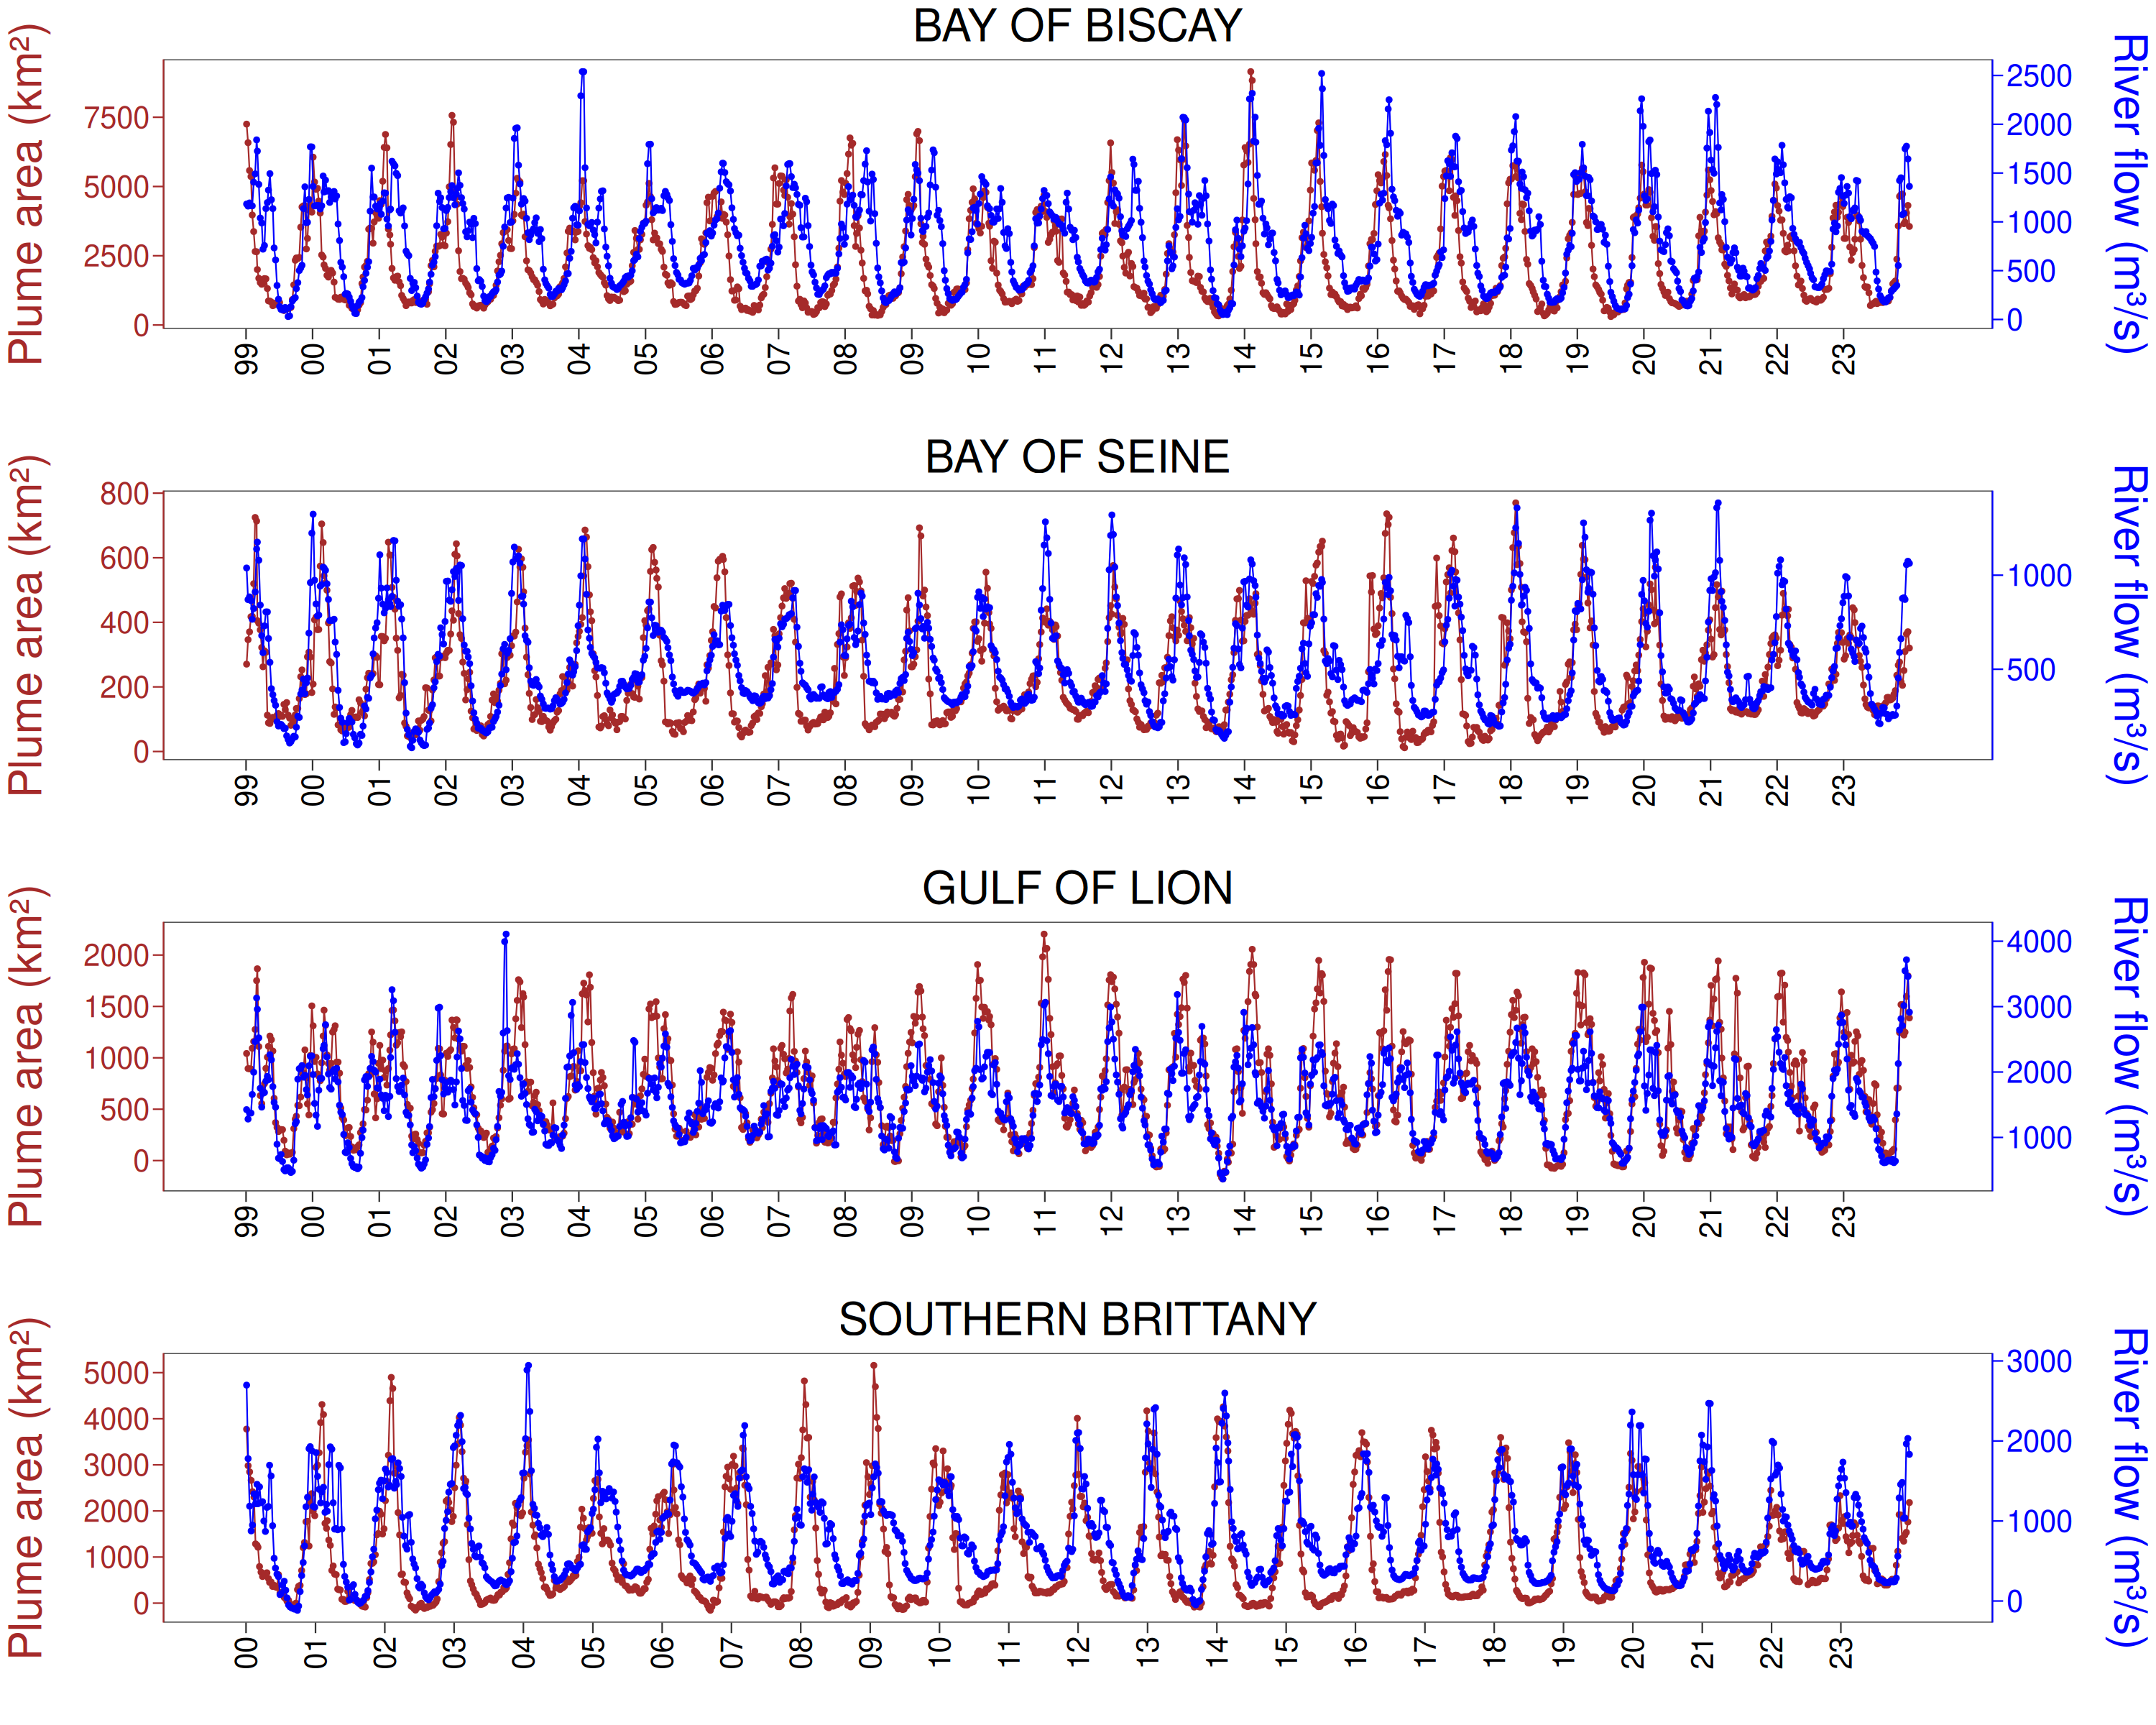 BAY OF BISCAY
Plume area (km²)
7500
5000
2500
0
2500
2000
1500
1000
500
0
River flow (m³/s)
99 00 01 02 03 04 05 06 07 08 09 10 11 12 13 14 15 16 17 18 19 20 21 22 23
BAY OF SEINE
Plume area (km²)
800
600
400
200
0
1000
500
River flow (m³/s)
99 00 01 02 03 04 05 06 07 08 09 10 11 12 13 14 15 16 17 18 19 20 21 22 23
GULF OF LION
Plume area (km²)
2000
1500
1000
500
0
4000
3000
2000
1000
River flow (m³/s)
99 00 01 02 03 04 05 06 07 08 09 10 11 12 13 14 15 16 17 18 19 20 21 22 23
SOUTHERN BRITTANY
Plume area (km²)
5000
4000
3000
2000
1000
0
3000
2000
1000
0
River flow (m³/s)
00 01 02 03 04 05 06 07 08 09 10 11 12 13 14 15 16 17 18 19 20 21 22 23